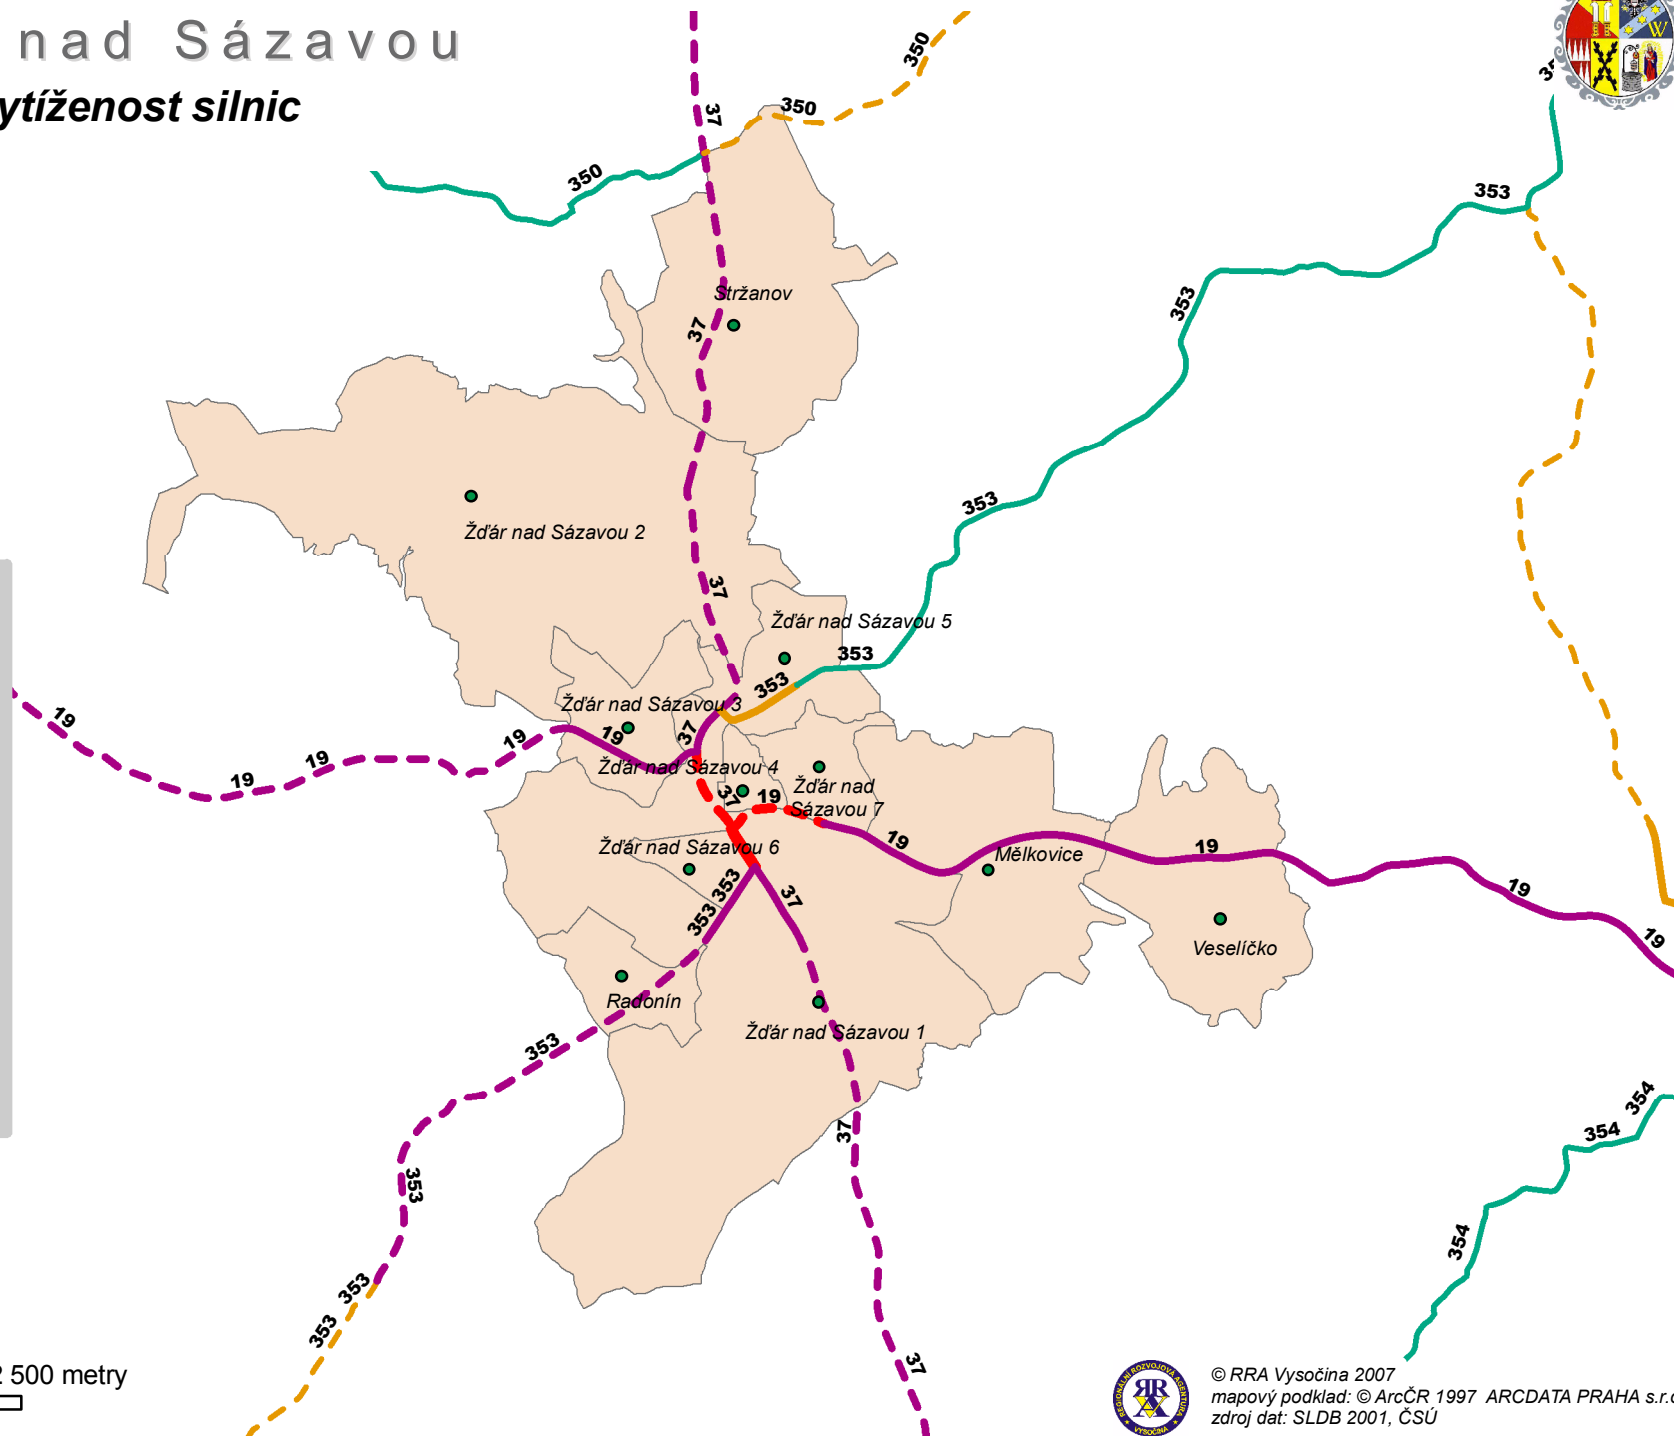 nad Sázavou
ytíženost silnic
350
350
350
37
353
353
Stržanov
37
353
Žďár nad Sázavou 2
37
Žďár nad Sázavou 5
353
353
Žďár nad Sázavou 3
19
19
19
19
19
37
Žďár nad Sázavou 4
37
19
Žďár nad
Sázavou 7
19
Žďár nad Sázavou 6
Mělkovice
19
19
19
353
353
37
Veselíčko
Radonín
Žďár nad Sázavou 1
353
37
353
354
354
354
353
353
37
2 500 metry
REGIONÁLNÍ ROZVOJOVÁ AGENTURA
VYSOČINA
© RRA Vysočina 2007
mapový podklad: © ArcČR 1997 ARCDATA PRAHA s.r.o
zdroj dat: SLDB 2001, ČSÚ